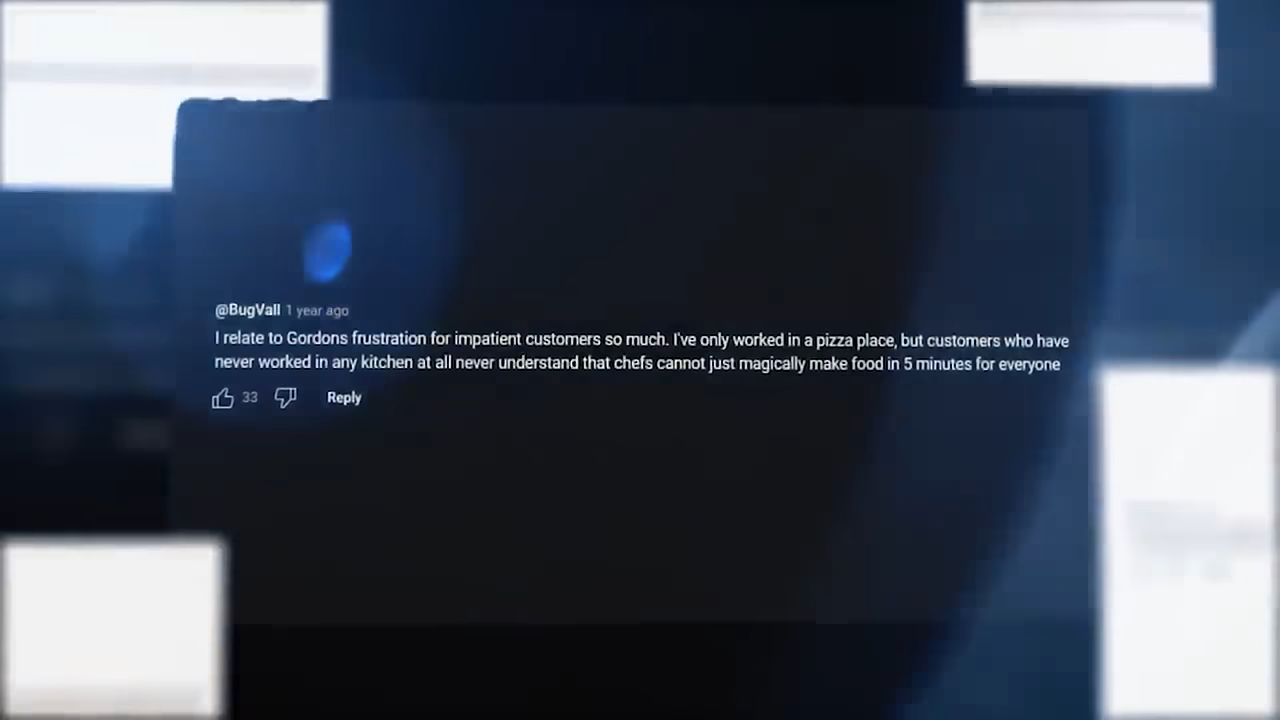 @BugVall 1 year ago
I relate to Gordons frustration for impatient customers so much. I've only worked in a pizza place, but customers who have
never worked in any kitchen at all never understand that chefs cannot just magically make food in 5 minutes for everyone
33 Reply